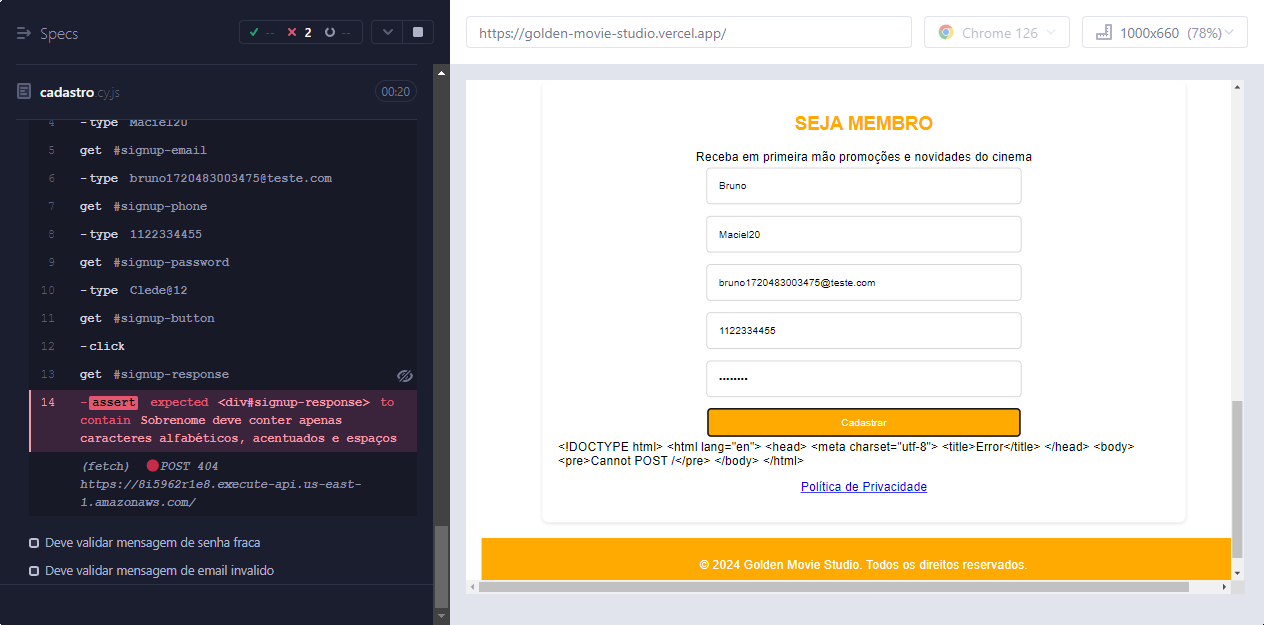 Specs
-- 2 --
https://golden-movie-studio.vercel.app/
Chrome 126
1000x660 (78%)
cadastro.cy.js
00:20
4 -type Maciel20
5 get #signup-email
6 -type bruno1720483003475@teste.com
7 get #signup-phone
8 -type 1122334455
9 get #signup-password
10 -type Clede@12
11 get #signup-button
12 -click
13 get #signup-response
14 -assert expected <div#signup-response> to
contain Sobrenome deve conter apenas
caracteres alfabéticos, acentuados e espaços
(fetch) POST 404
https://8i5962r1e8.execute-api.us-east-
1.amazonaws.com/
Deve validar mensagem de senha fraca
Deve validar mensagem de email invalido
SEJA MEMBRO
Receba em primeira mão promoções e novidades do cinema
Bruno
Maciel20
bruno1720483003475@teste.com
1122334455
••••••••
Cadastrar
<!DOCTYPE html> <html lang="en"> <head> <meta charset="utf-8"> <title>Error</title> </head> <body>
<pre>Cannot POST /</pre> </body> </html>
Política de Privacidade
© 2024 Golden Movie Studio. Todos os direitos reservados.